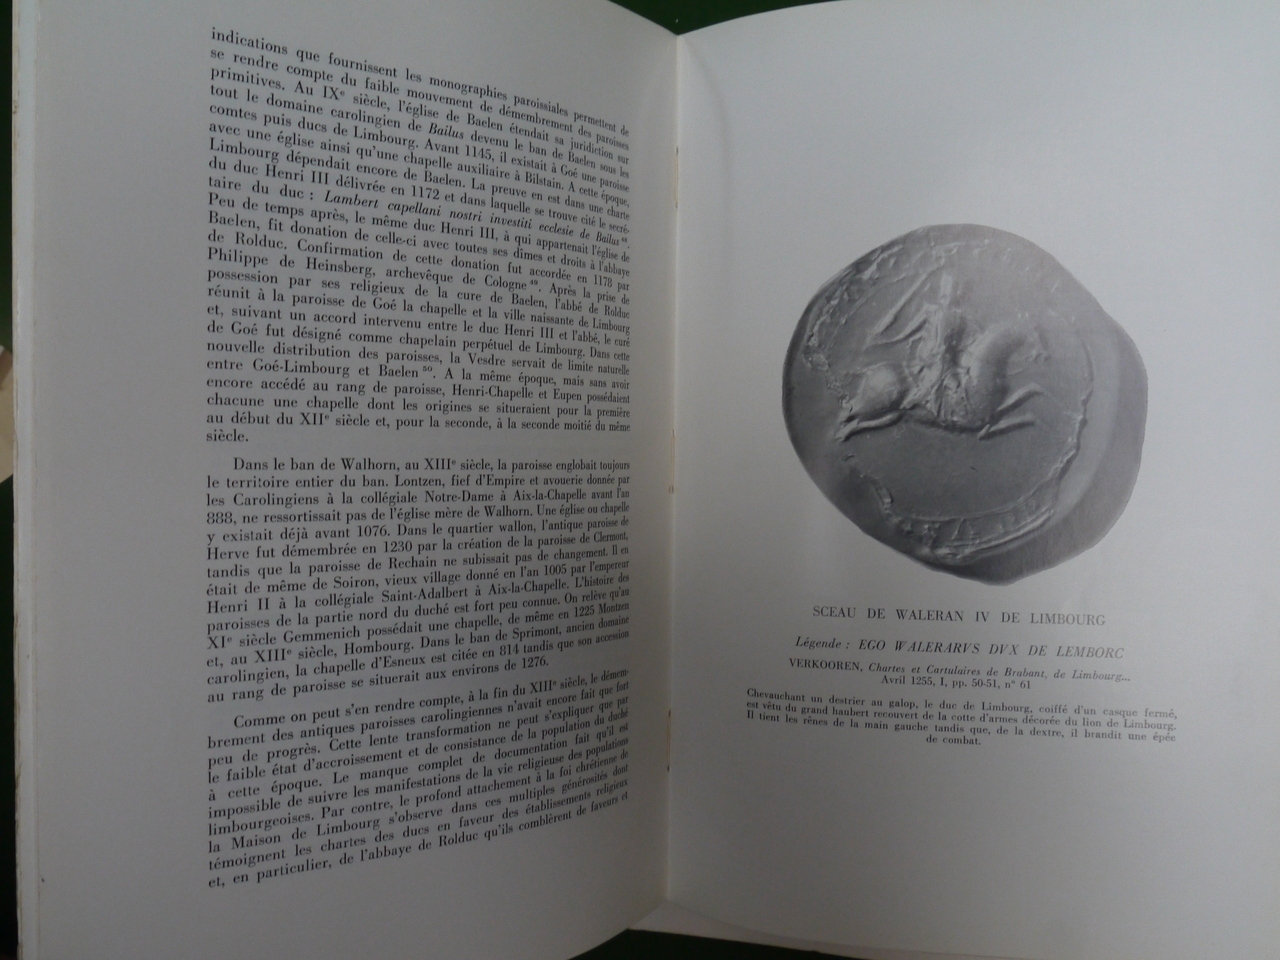 indications que fournissent les monographies paroissiales permettent de
se rendre compte du faible mouvement de démembrement des paroisses
primitives. Au IXe siècle, l'église de Baelen étendait sa juridiction sur
tout le domaine carolingien de Bailus devenu le ban de Baelen sous les
comtes puis ducs de Limbourg. Avant 1145, il existait à Goé une paroisse
avec une église ainsi qu'une chapelle auxiliaire à Bilstain. A cette époque,
Limbourg dépendait encore de Baelen. La preuve en est dans une charte
du duc Henri III délivrée en 1172 et dans laquelle se trouve cité le secré-
taire du duc : Lambert capellani nostri investiti ecclesie de Bailus 48.
Peu de temps après, le même duc Henri III, à qui appartenait l'église de
Baelen, fit donation de celle-ci avec toutes ses dîmes et droits à l'abbaye
de Rolduc. Confirmation de cette donation fut accordée en 1178 par
Philippe de Heinsberg, archevêque de Cologne 49. Après la prise de
possession par ses religieux de la cure de Baelen, l'abbé de Rolduc
réunit à la paroisse de Goé la chapelle et la ville naissante de Limbourg
et, suivant un accord intervenu entre le duc Henri III et l'abbé, le curé
de Goé fut désigné comme chapelain perpétuel de Limbourg. Dans cette
nouvelle distribution des paroisses, la Vesdre servait de limite naturelle
entre Goé-Limbourg et Baelen 50. A la même époque, mais sans avoir
encore accédé au rang de paroisse, Henri-Chapelle et Eupen possédaient
chacune une chapelle dont les origines se situeraient pour la première
au début du XIIe siècle et, pour la seconde, à la seconde moitié du même
siècle.
Dans le ban de Walhorn, au XIIIe siècle, la paroisse englobait toujours
le territoire entier du ban. Lontzen, fief d'Empire et avouerie donnée par
les Carolingiens à la collégiale Notre-Dame à Aix-la-Chapelle avant l'an
888, ne ressortissait pas de l'église mère de Walhorn. Une église ou chapelle
y existait déjà avant 1076. Dans le quartier wallon, l'antique paroisse de
Herve fut démembrée en 1230 par la création de la paroisse de Clermont,
tandis que la paroisse de Rechain ne subissait pas de changement. Il en
était de même de Soiron, vieux village donné en l'an 1005 par l'empereur
Henri II à la collégiale Saint-Adalbert à Aix-la-Chapelle. L'histoire des
paroisses de la partie nord du duché est fort peu connue. On relève qu'au
XIe siècle Gemmenich possédait une chapelle, de même en 1225 Montzen
et, au XIIIe siècle, Hombourg. Dans le ban de Sprimont, ancien domaine
carolingien, la chapelle d'Esneux est citée en 814 tandis que son accession
au rang de paroisse se situerait aux environs de 1276.
Comme on peut s'en rendre compte, à la fin du XIIIe siècle, le démem-
brement des antiques paroisses carolingiennes n'avait encore fait que fort
peu de progrès. Cette lente transformation ne peut s'expliquer que par
le faible état d'accroissement et de consistance de la population du duché
à cette époque. Le manque complet de documentation fait qu'il est
impossible de suivre les manifestations de la vie religieuse des populations
limbourgeoises. Par contre, le profond attachement à la foi chrétienne de
la Maison de Limbourg s'observe dans ces multiples générosités dont
témoignent les chartes des ducs en faveur des établissements religieux
et, en particulier, de l'abbaye de Rolduc qu'ils comblèrent de faveurs et
SCEAU DE WALERAN IV DE LIMBOURG
Légende : EGO WALERARVS DVX DE LEMBORC
VERKOOREN, Chartes et Cartulaires de Brabant, de Limbourg...
Avril 1255, I, pp. 50-51, n° 61
Chevauchant un destrier au galop, le duc de Limbourg, coiffé d'un casque fermé,
est vêtu du grand haubert recouvert de la cotte d'armes décorée du lion de Limbourg.
Il tient les rênes de la main gauche tandis que, de la dextre, il brandit une épée
de combat.